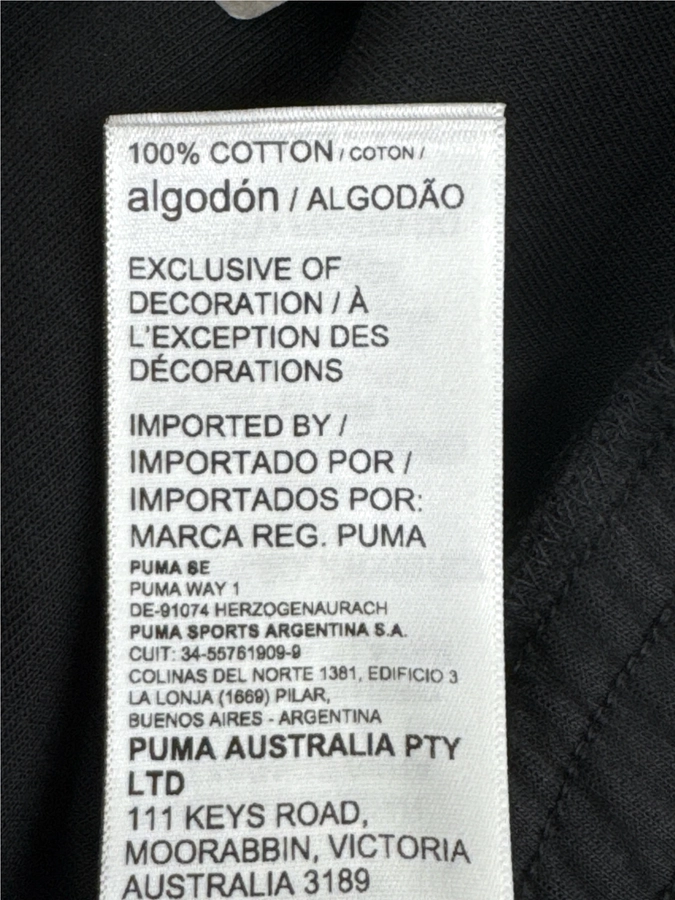 100% COTTON / COTON /
algodón / ALGODÃO
EXCLUSIVE OF
DECORATION / À
L'EXCEPTION DES
DÉCORATIONS
IMPORTED BY /
IMPORTADO POR /
IMPORTADOS POR:
MARCA REG. PUMA
PUMA SE
PUMA WAY 1
DE-91074 HERZOGENAURACH
PUMA SPORTS ARGENTINA S.A.
CUIT: 34-55761909-9
COLINAS DEL NORTE 1381, EDIFICIO 3
LA LONJA (1669) PILAR,
BUENOS AIRES - ARGENTINA
PUMA AUSTRALIA PTY
LTD
111 KEYS ROAD,
MOORABBIN, VICTORIA
AUSTRALIA 3189